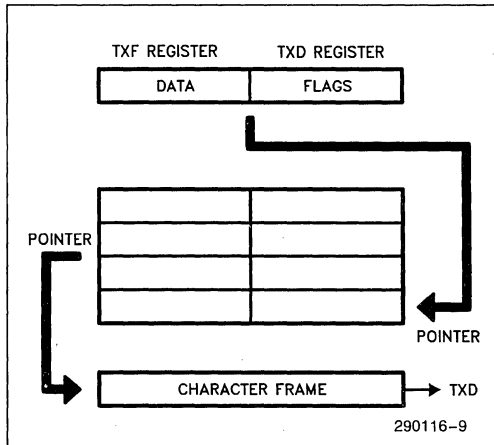 TXF REGISTER TXD REGISTER
DATA FLAGS
POINTER
POINTER
CHARACTER FRAME TXD
290116-9